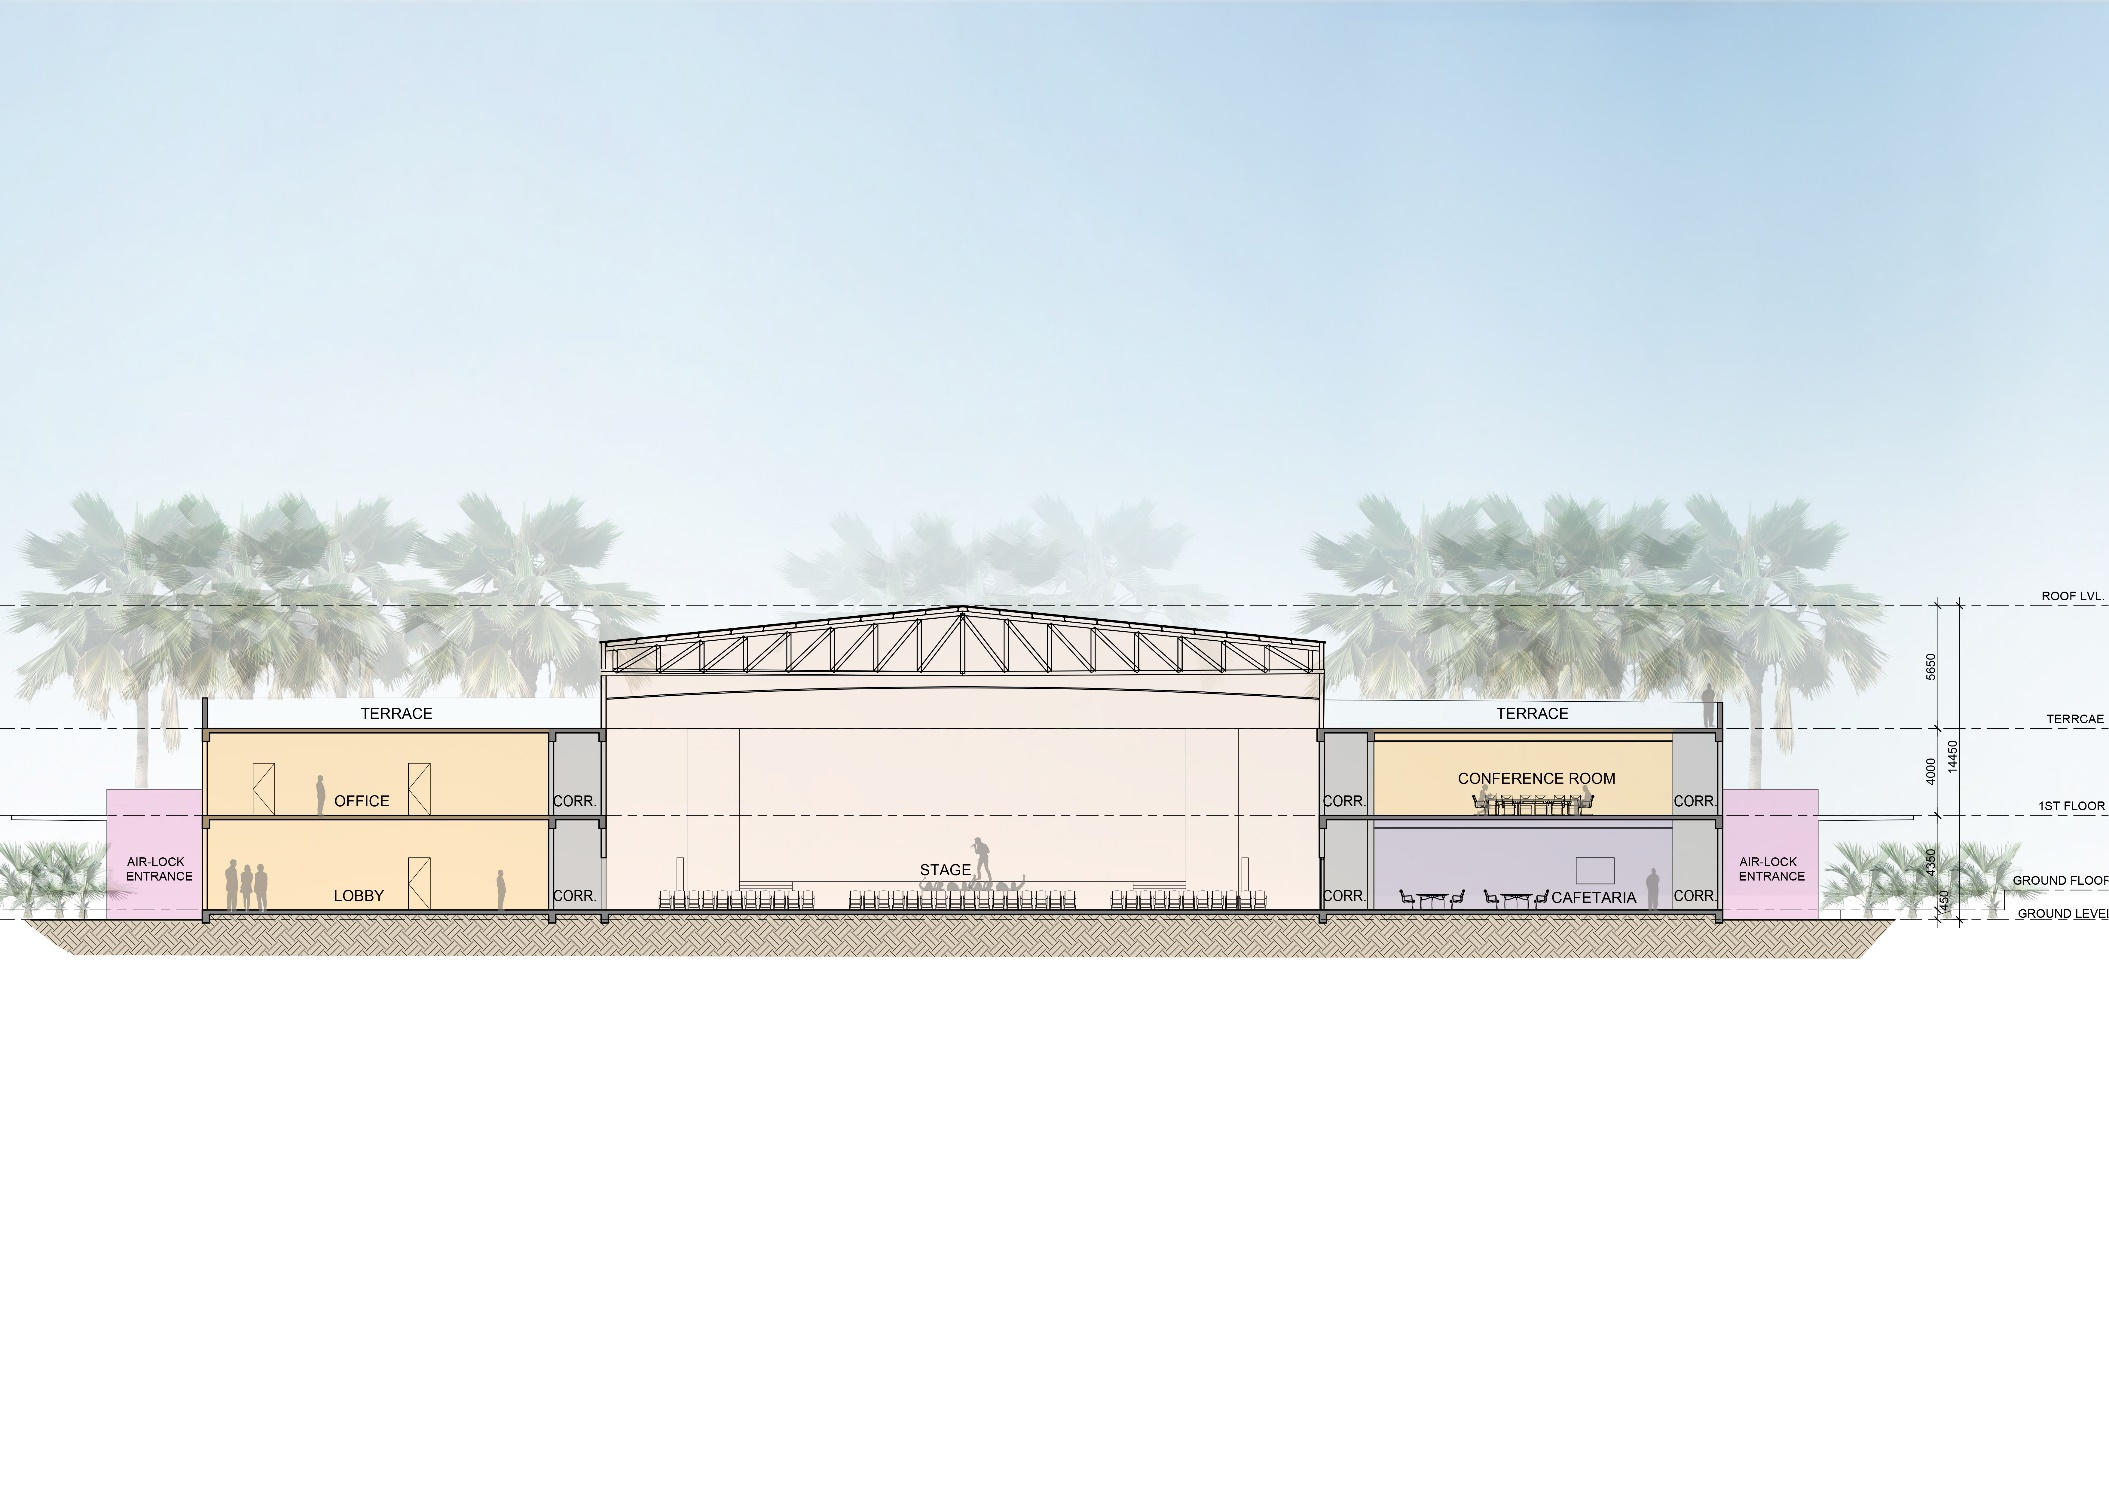 ROOF LVL.
5650
TERRACE
TERRACE
TERRCAE
14450
4000
CONFERENCE ROOM
OFFICE
CORR.
CORR.
CORR.
1ST FLOOR
AIR-LOCK
ENTRANCE
STAGE
AIR-LOCK
ENTRANCE
4350
GROUND FLOOR
LOBBY
CORR.
CORR.
CAFETARIA
CORR.
450
GROUND LEVEL